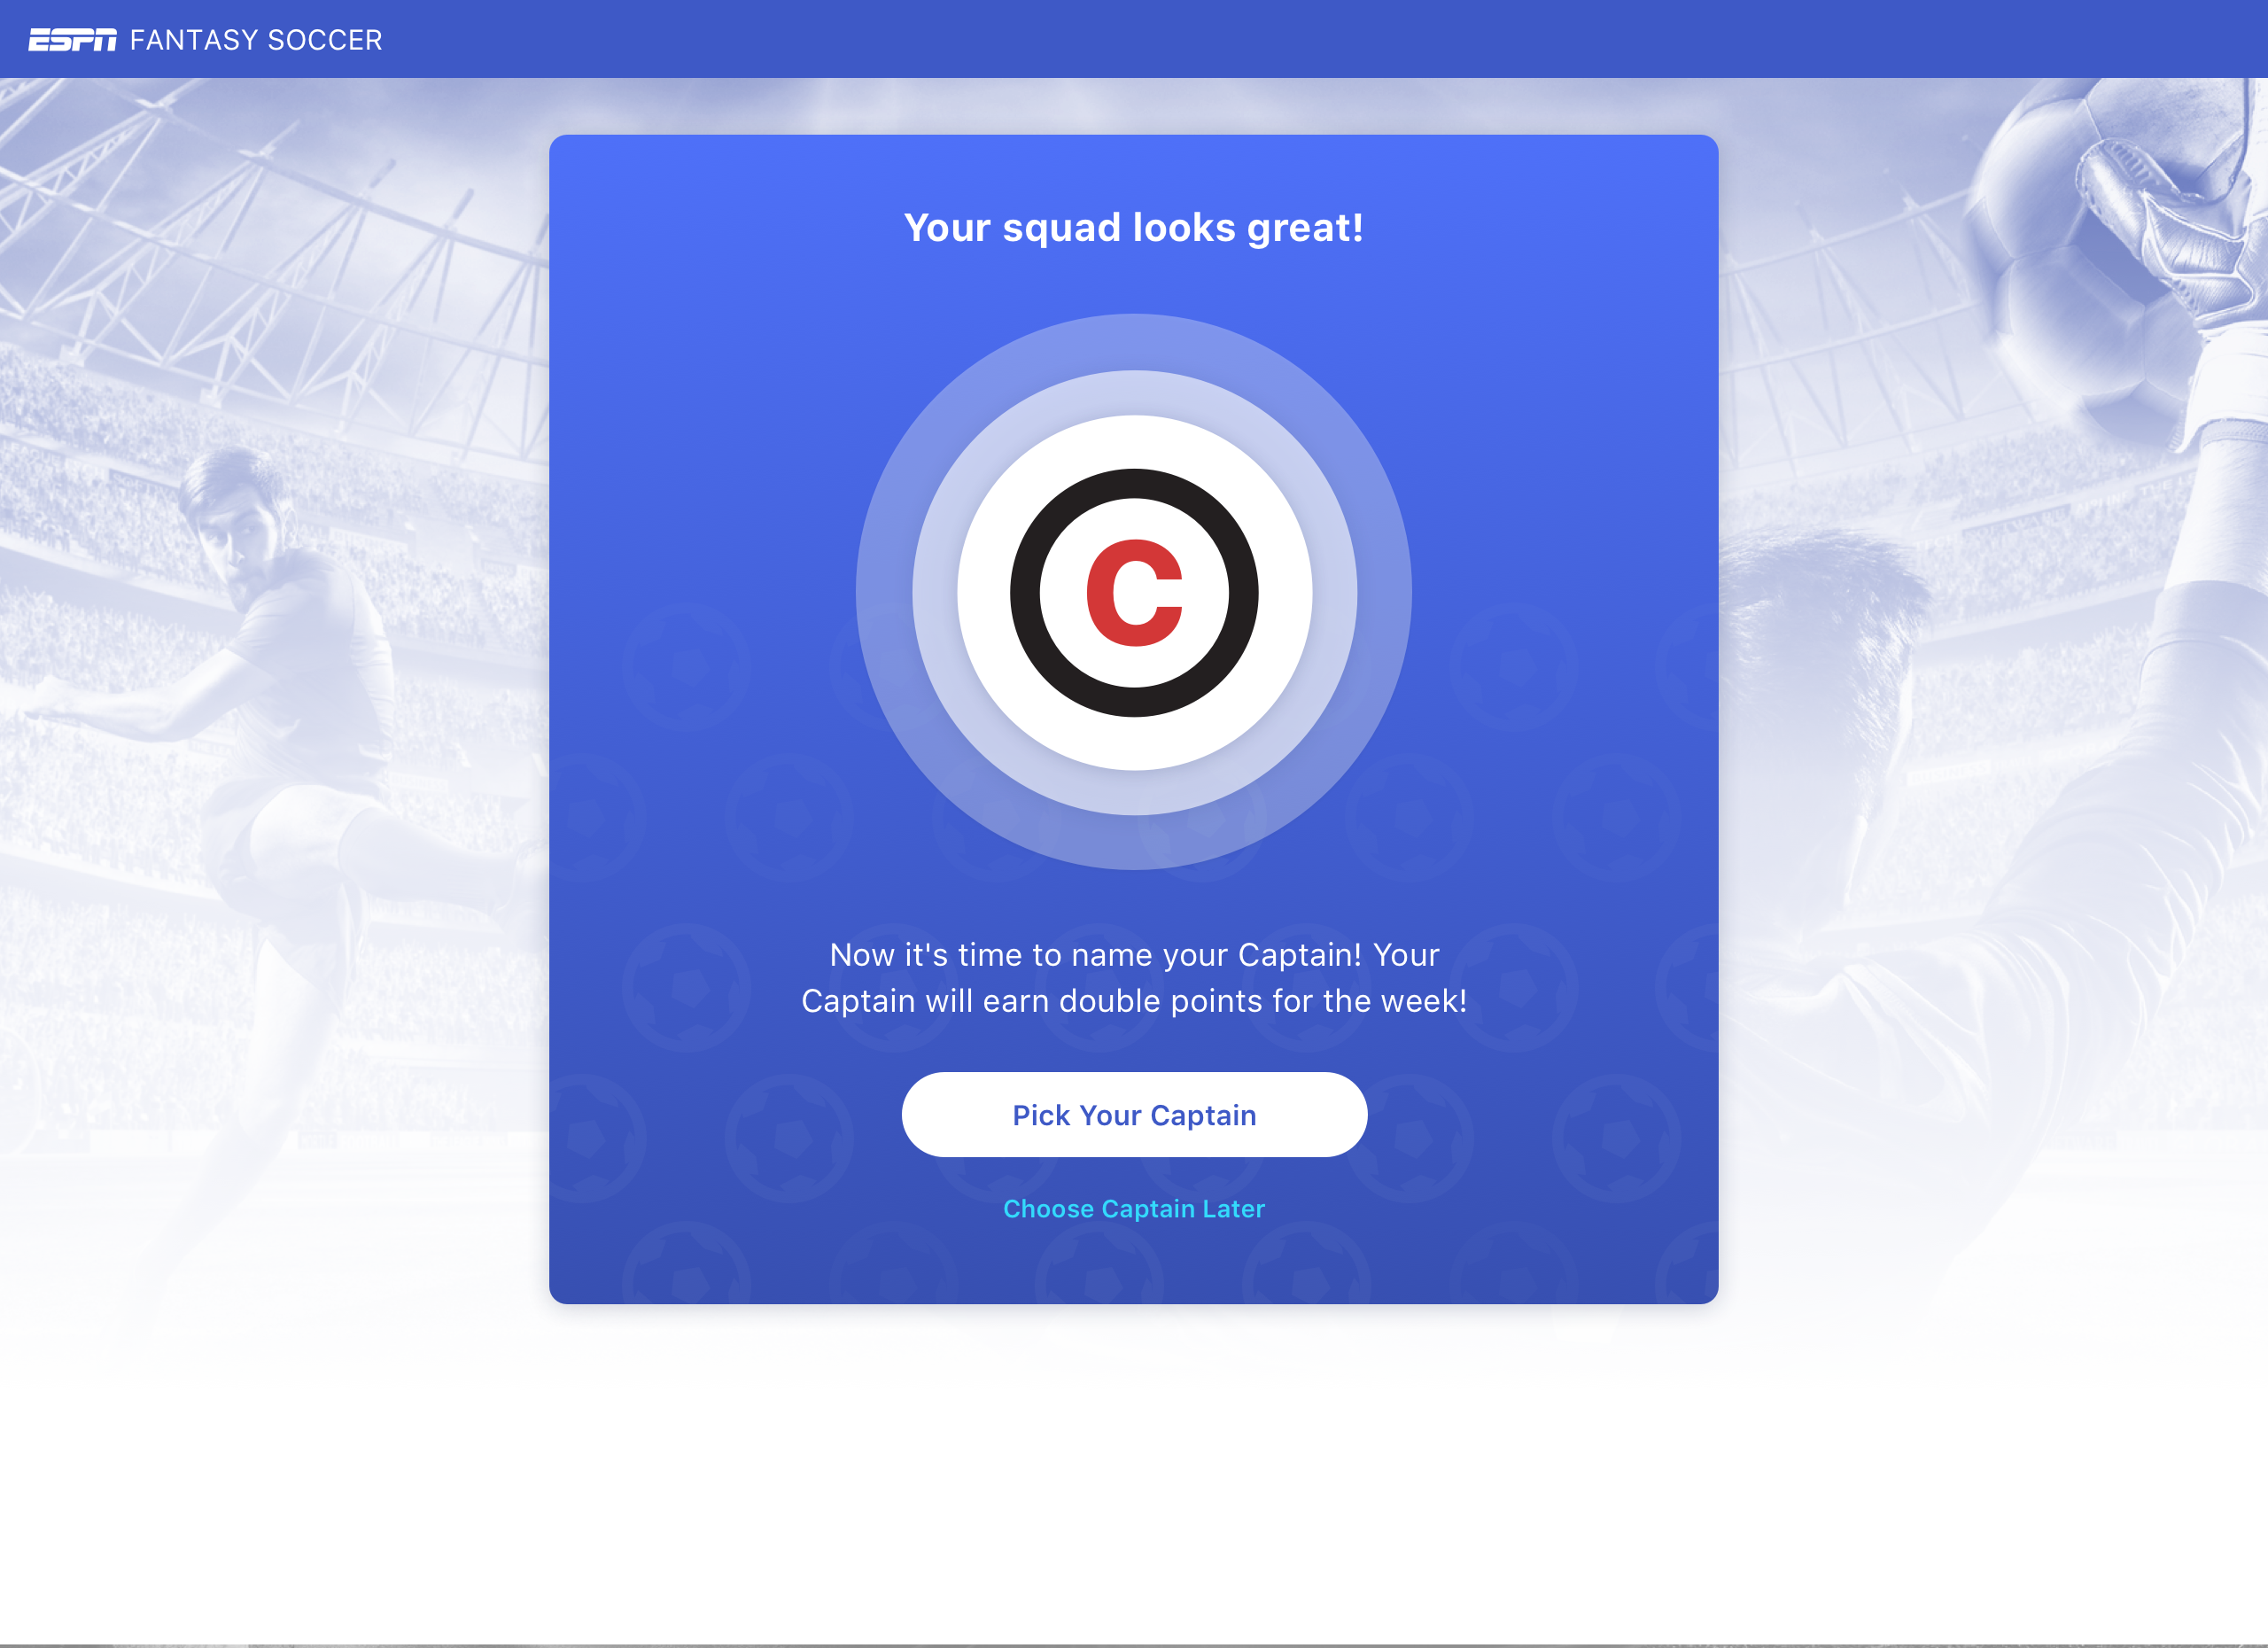 ESPN FANTASY SOCCER
Your squad looks great!
C
Now it's time to name your Captain! Your
Captain will earn double points for the week!
Pick Your Captain
Choose Captain Later